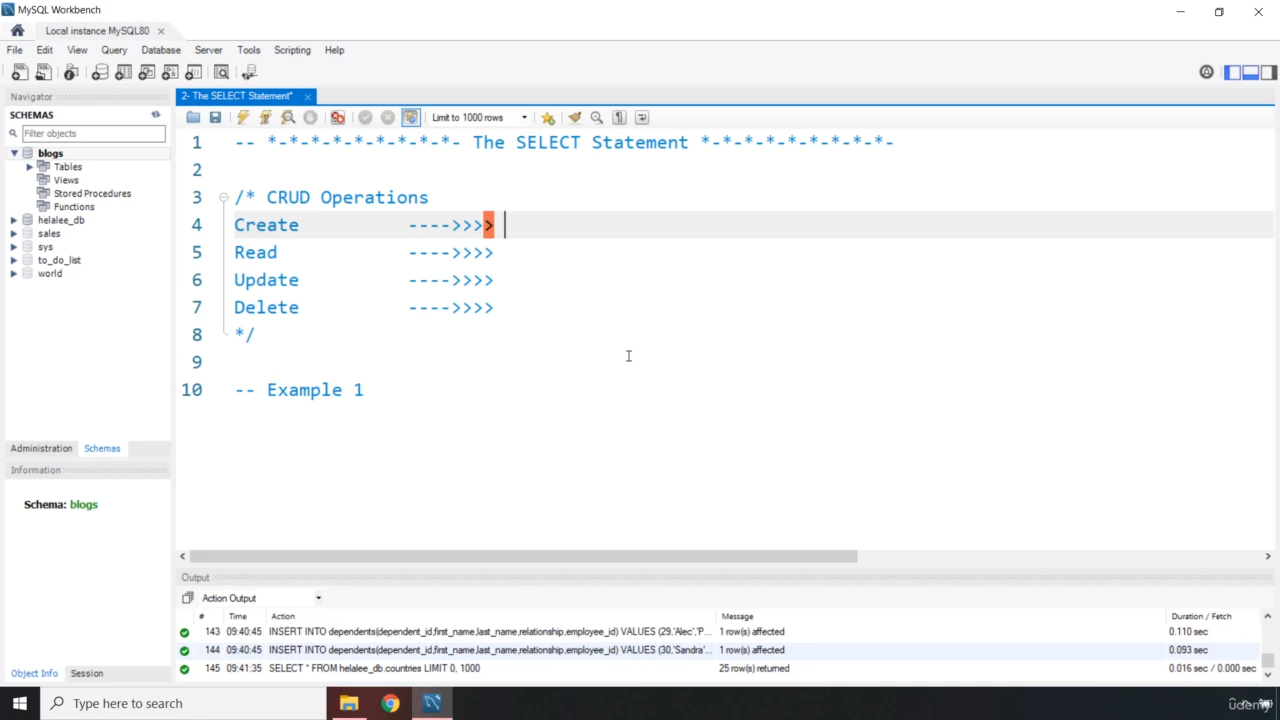 MySQL Workbench
Local instance MySQL80
File Edit View Query Database Server Tools Scripting Help
Navigator
SCHEMAS
Filter objects
blogs
Tables
Views
Stored Procedures
Functions
helalee_db
sales
sys
to_do_list
world
Administration Schemas
Information
Schema: blogs
Object Info Session
2- The SELECT Statement*
Limit to 1000 rows
1 -- *-*-*-*-*-*-*-*-*- The SELECT Statement *-*-*-*-*-*-*-*-*-
2
3 /* CRUD Operations
4 Create ---->>>>
5 Read ---->>>>
6 Update ---->>>>
7 Delete ---->>>>
8 */
9
10 -- Example 1
Output
Action Output
# Time Action Message Duration / Fetch
143 09:40:45 INSERT INTO dependents(dependent_id,first_name,last_name,relationship,employee_id) VALUES (29,'Alec','P... 1 row(s) affected 0.110 sec
144 09:40:45 INSERT INTO dependents(dependent_id,first_name,last_name,relationship,employee_id) VALUES (30,'Sandra'... 1 row(s) affected 0.093 sec
145 09:41:35 SELECT * FROM helalee_db.countries LIMIT 0, 1000 25 row(s) returned 0.016 sec / 0.000 sec
Type here to search
udemy